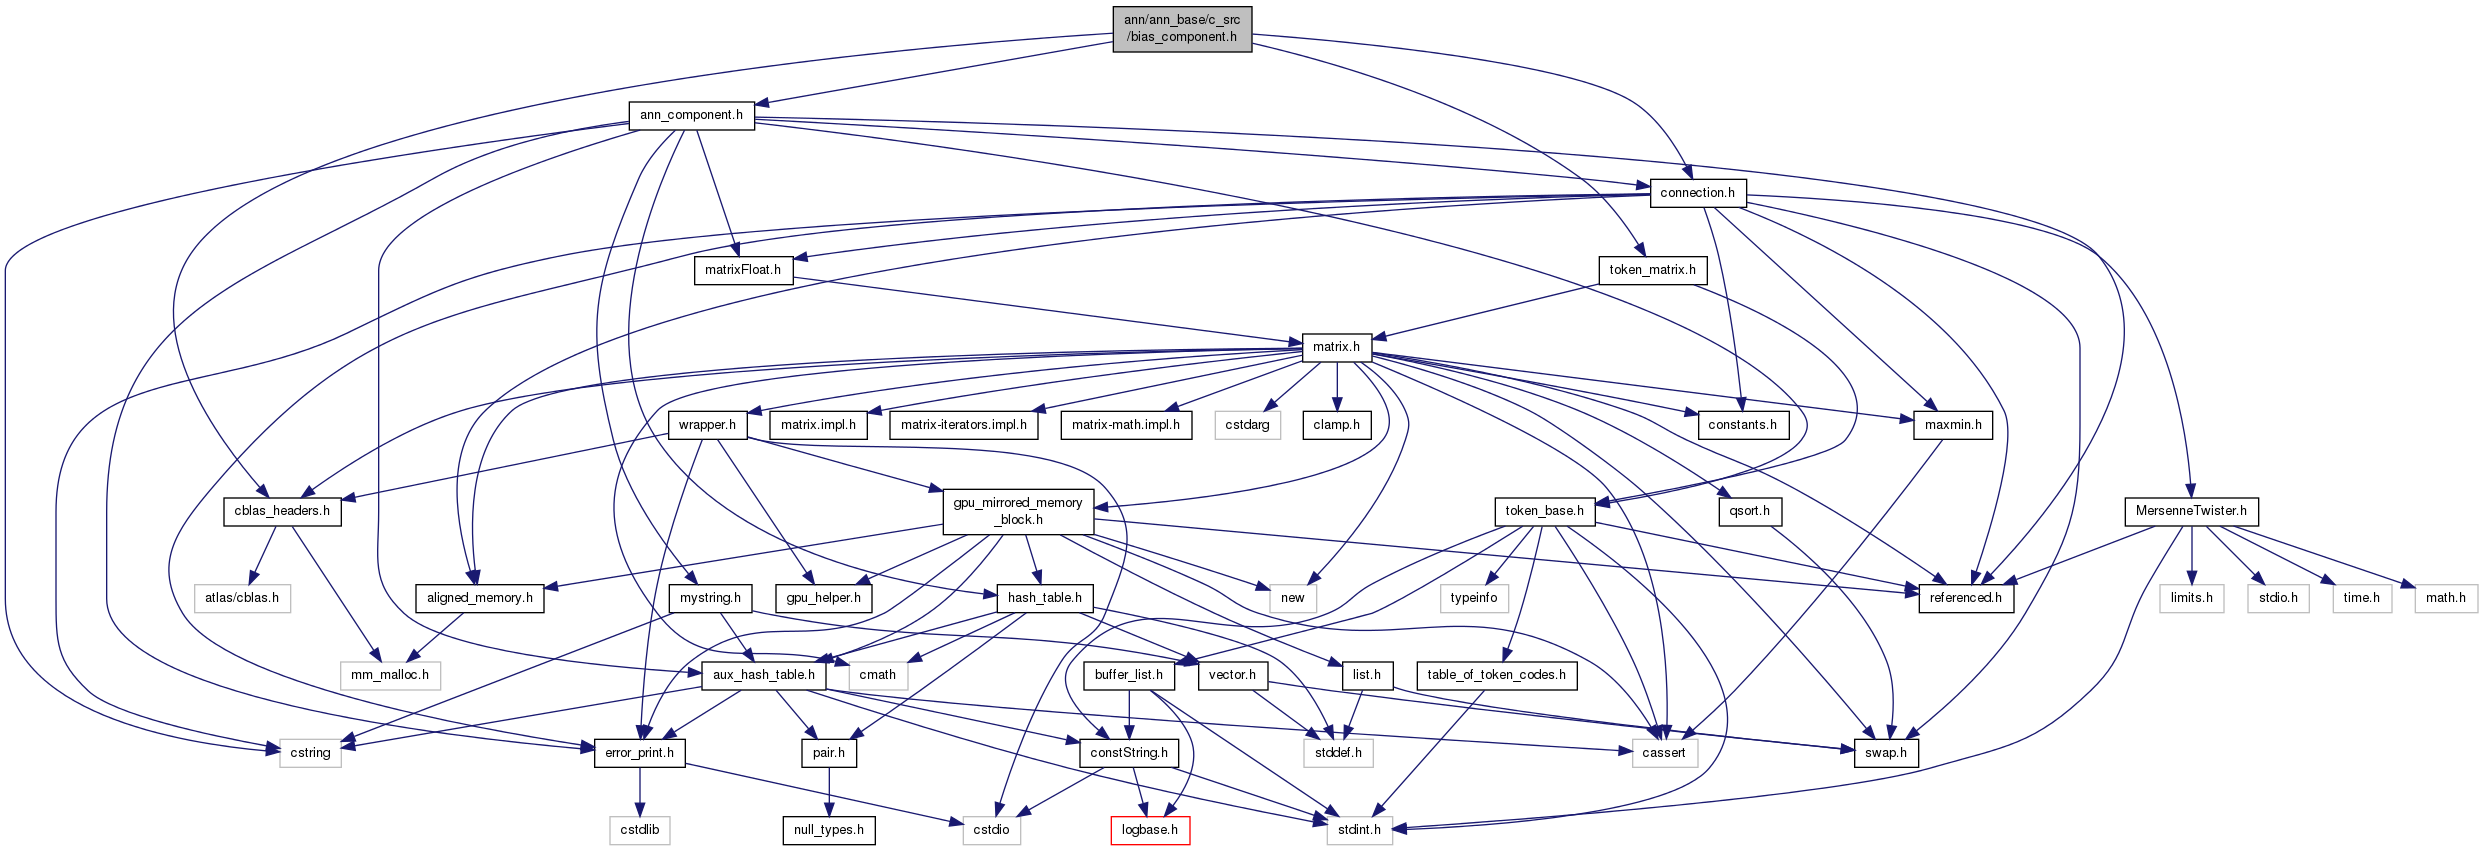 ann/ann_base/c_src
/bias_component.h
ann_component.h
connection.h
matrixFloat.h
token_matrix.h
matrix.h
wrapper.h
matrix.impl.h
matrix-iterators.impl.h
matrix-math.impl.h
cstdarg
clamp.h
constants.h
maxmin.h
cblas_headers.h
gpu_mirrored_memory
_block.h
token_base.h
qsort.h
MersenneTwister.h
atlas/cblas.h
aligned_memory.h
mystring.h
gpu_helper.h
hash_table.h
new
typeinfo
referenced.h
limits.h
stdio.h
time.h
math.h
mm_malloc.h
aux_hash_table.h
cmath
buffer_list.h
vector.h
list.h
table_of_token_codes.h
cstring
error_print.h
pair.h
constString.h
stddef.h
cassert
swap.h
cstdlib
null_types.h
cstdio
logbase.h
stdint.h